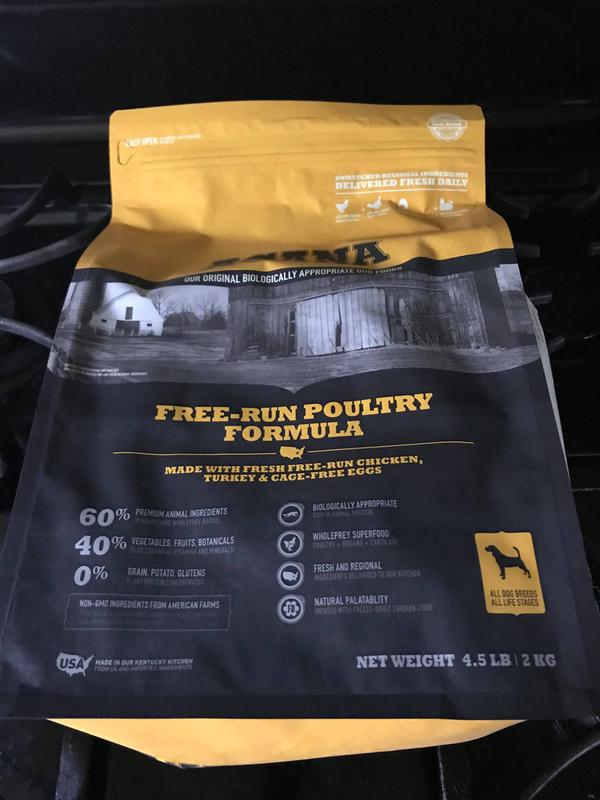 EASY OPEN
UNMATCHED REGIONAL INGREDIENTS
DELIVERED FRESH DAILY
ACANA
OUR ORIGINAL BIOLOGICALLY APPROPRIATE DOG FOODS
FREE-RUN POULTRY
FORMULA
MADE WITH FRESH FREE-RUN CHICKEN,
TURKEY & CAGE-FREE EGGS
60% PREMIUM ANIMAL INGREDIENTS
IN NOURISHING WHOLEPREY RATIOS
40% VEGETABLES, FRUITS, BOTANICALS
PLUS ESSENTIAL VITAMINS AND MINERALS
0% GRAIN, POTATO, GLUTENS
PLANT PROTEIN CONCENTRATES
NON-GMO INGREDIENTS FROM AMERICAN FARMS
BIOLOGICALLY APPROPRIATE
RICH IN ANIMAL PROTEIN
WHOLEPREY SUPERFOOD
POULTRY + ORGANS + CARTILAGE
FRESH AND REGIONAL
INGREDIENTS DELIVERED TO OUR KITCHEN
NATURAL PALATABLITY
INFUSED WITH FREEZE-DRIED CHICKEN LIVER
ALL DOG BREEDS
ALL LIFE STAGES
USA MADE IN OUR KENTUCKY KITCHEN
FROM US AND IMPORTED INGREDIENTS
NET WEIGHT 4.5 LB | 2 KG